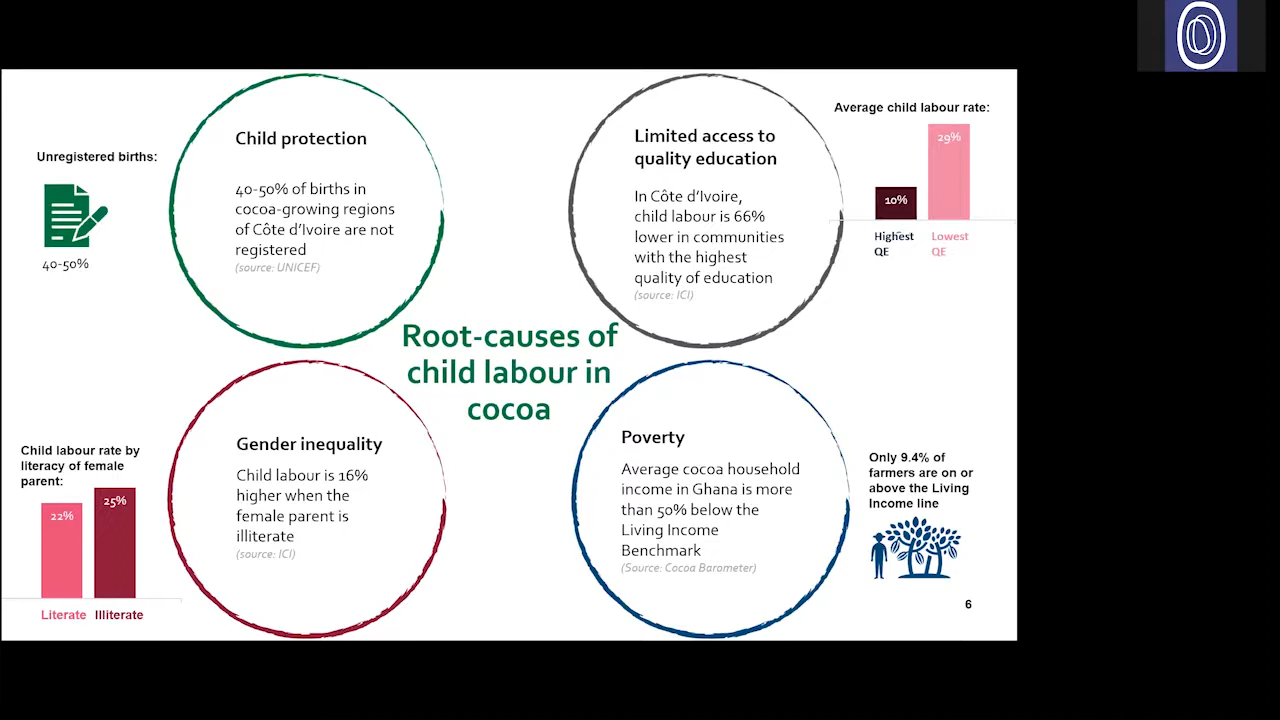 Unregistered births:
40-50%
Child protection
40-50% of births in
cocoa-growing regions
of Côte d'Ivoire are not
registered
(source: UNICEF)
Limited access to
quality education
In Côte d'Ivoire,
child labour is 66%
lower in communities
with the highest
quality of education
(source: ICI)
Average child labour rate:
29%
10%
Highest
QE
Lowest
QE
Root-causes of
child labour in
cocoa
Child labour rate by
literacy of female
parent:
22%
25%
Literate
Illiterate
Gender inequality
Child labour is 16%
higher when the
female parent is
illiterate
(source: ICI)
Poverty
Average cocoa household
income in Ghana is more
than 50% below the
Living Income
Benchmark
(Source: Cocoa Barometer)
Only 9.4% of
farmers are on or
above the Living
Income line
6